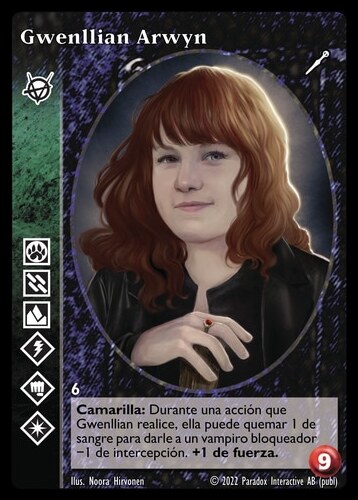 Gwenllian Arwyn
6
Camarilla: Durante una acción que
Gwenllian realice, ella puede quemar 1 de
sangre para darle a un vampiro bloqueador
−1 de intercepción. +1 de fuerza.
9
Ilus. Noora Hirvonen © 2022 Paradox Interactive AB (publ)